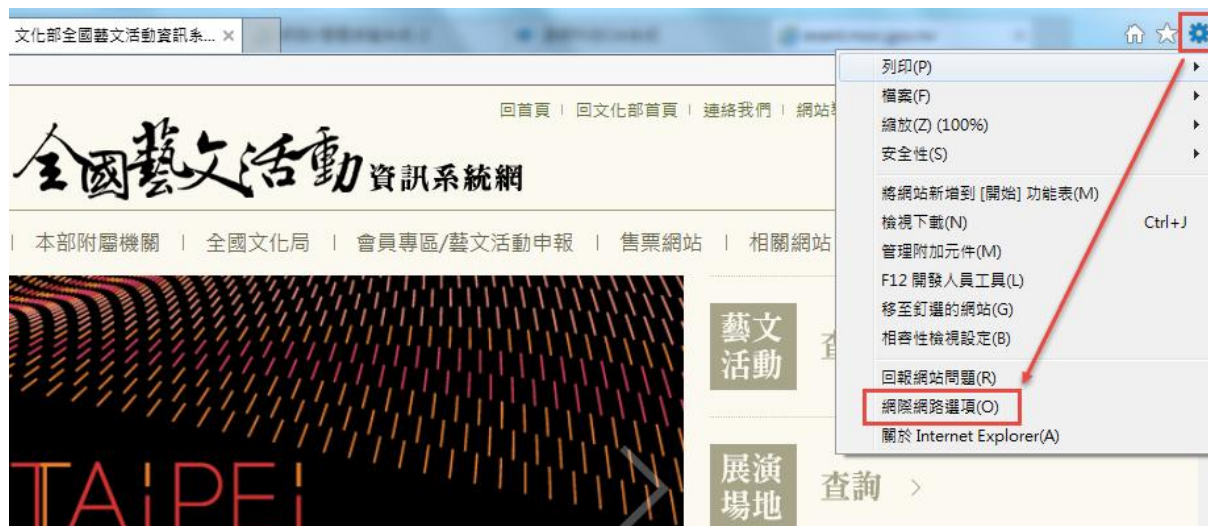 文化部全國藝文活動資訊系...
列印(P)
檔案(F)
縮放(Z) (100%)
安全性(S)
將網站新增到 [開始] 功能表(M)
檢視下載(N) Ctrl+J
管理附加元件(M)
F12 開發人員工具(L)
移至釘選的網站(G)
相容性檢視設定(B)
回報網站問題(R)
網際網路選項(O)
關於 Internet Explorer(A)
回首頁 | 回文化部首頁 | 連絡我們 | 網站
全國藝文活動資訊系統網
| 本部附屬機關 | 全國文化局 | 會員專區/藝文活動申報 | 售票網站 | 相關網站
藝文
活動
展演
場地
查詢 >
TAIPEI